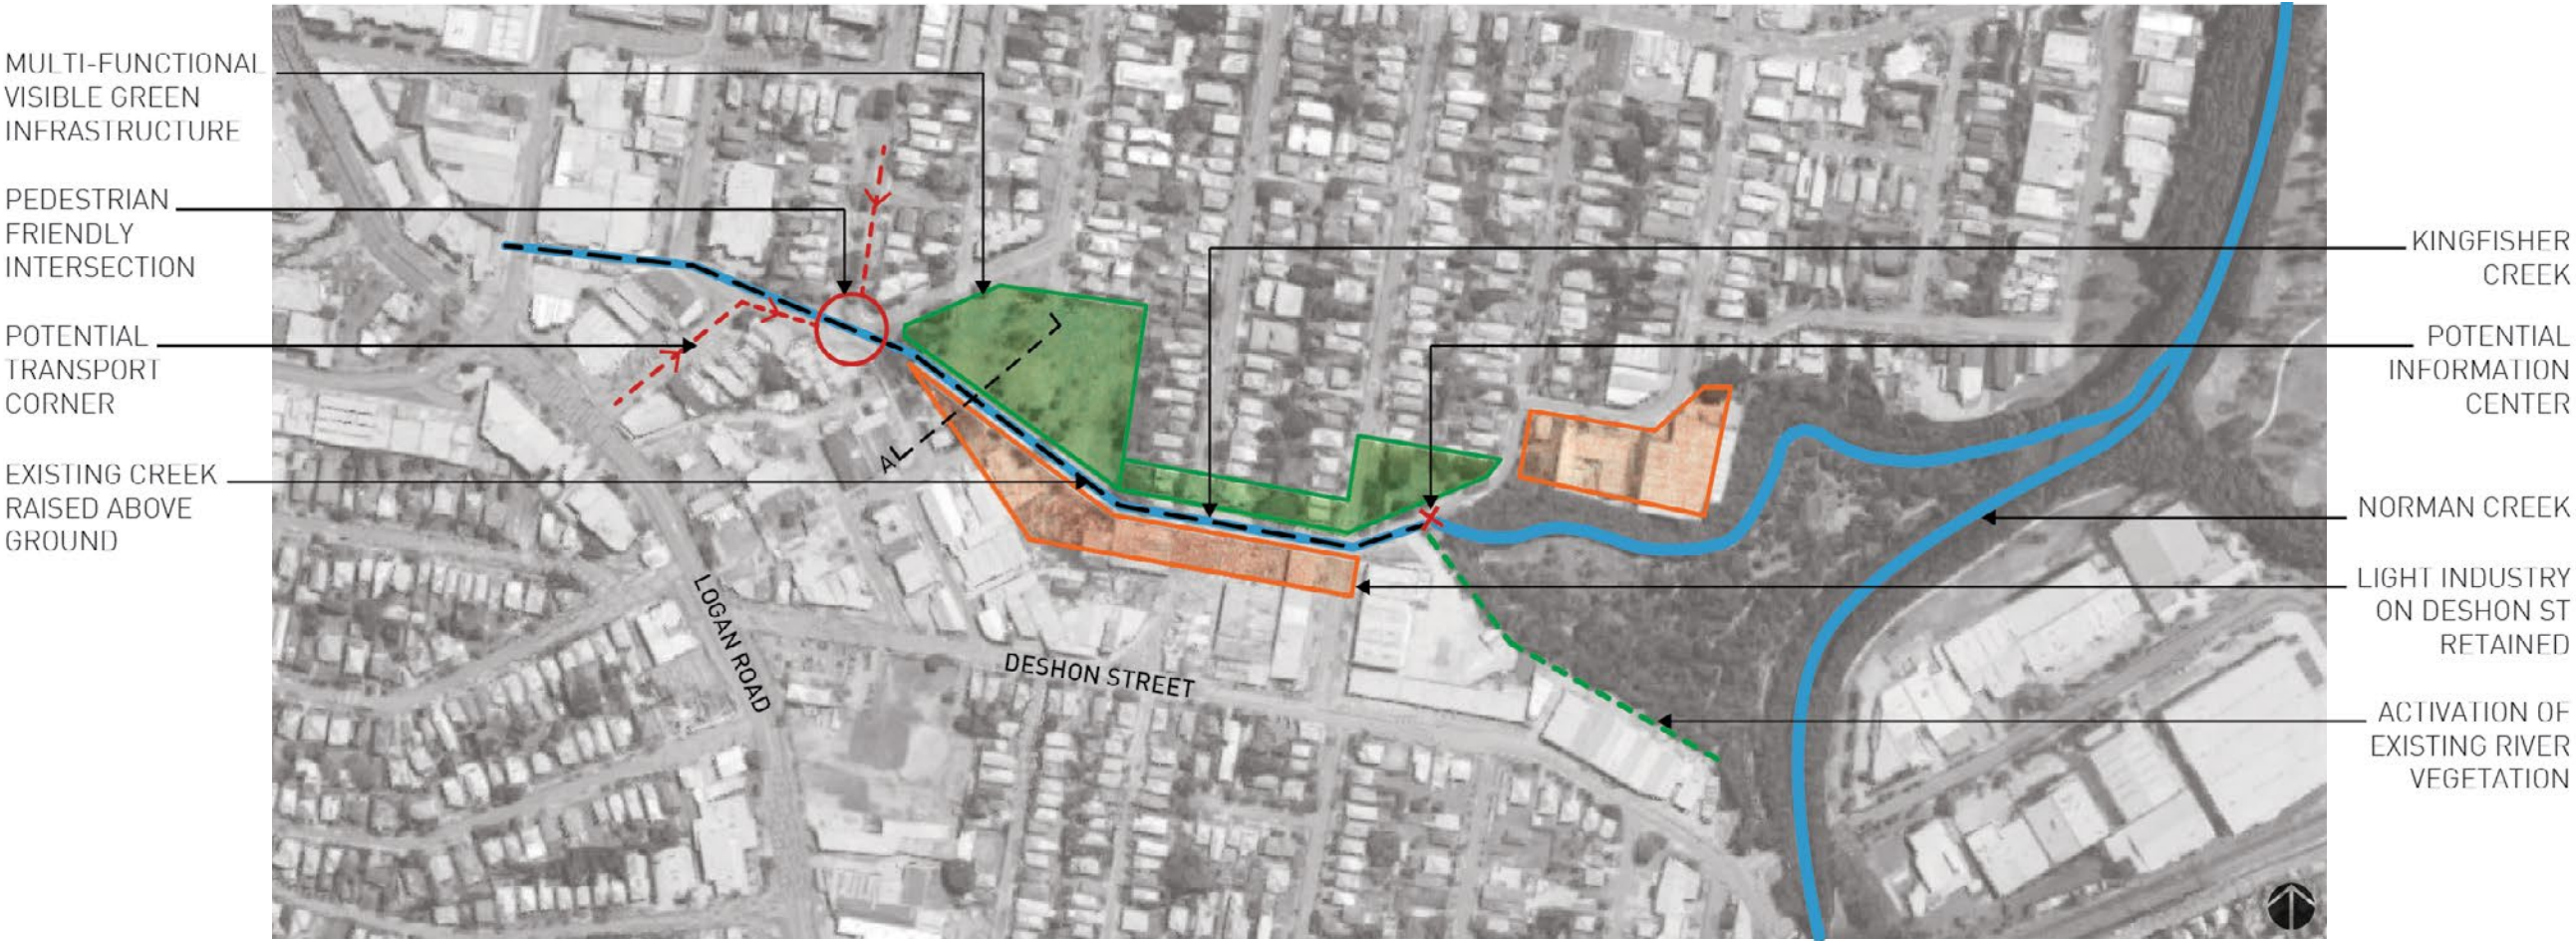 MULTI-FUNCTIONAL
VISIBLE GREEN
INFRASTRUCTURE
PEDESTRIAN
FRIENDLY
INTERSECTION
POTENTIAL
TRANSPORT
CORNER
EXISTING CREEK
RAISED ABOVE
GROUND
A
LOGAN ROAD
DESHON STREET
KINGFISHER
CREEK
POTENTIAL
INFORMATION
CENTER
NORMAN CREEK
LIGHT INDUSTRY
ON DESHON ST
RETAINED
ACTIVATION OF
EXISTING RIVER
VEGETATION